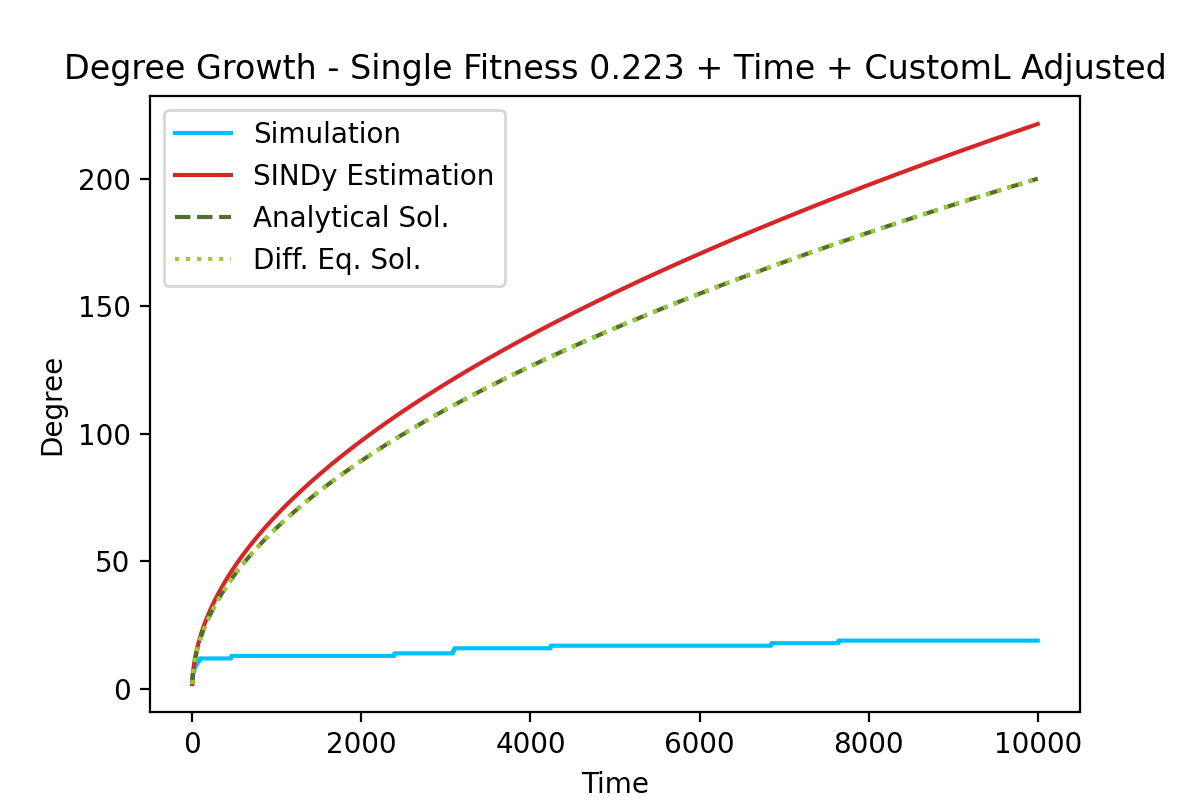 Degree Growth - Single Fitness 0.223 + Time + CustomL Adjusted
Simulation
SINDy Estimation
Analytical Sol.
Diff. Eq. Sol.
Degree
200
150
100
50
0
0 2000 4000 6000 8000 10000
Time